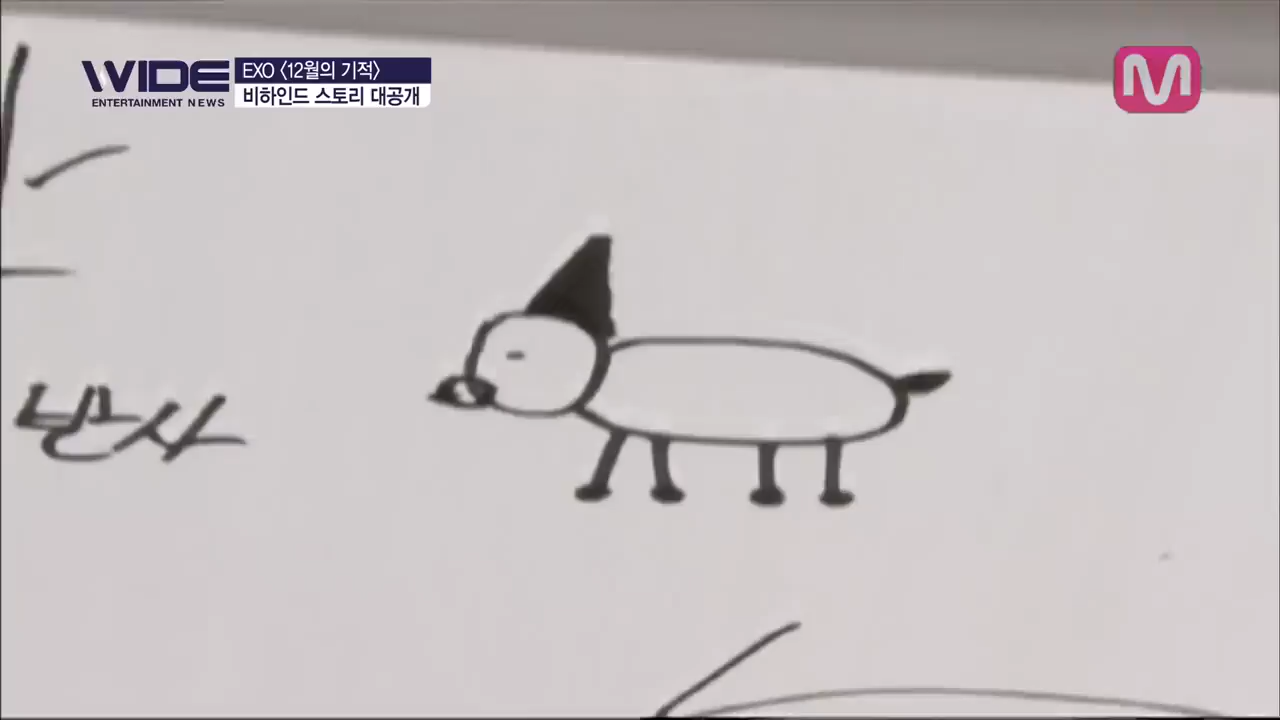 WIDE
ENTERTAINMENT NEWS
EXO 〈12월의 기적〉
비하인드 스토리 대공개
M
반사